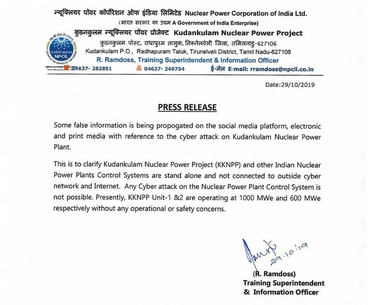 न्यूक्लियर पॉवर कॉर्पोरेशन ऑफ इंडिया लिमिटेड Nuclear Power Corporation of India Ltd.
(भारत सरकार का उद्यम A Government of India Enterprise)
कुडनकुलम न्यूक्लियर पॉवर प्रोजेक्ट Kudankulam Nuclear Power Project
कुडनकुलम पोस्ट, राधापुरम तालुक, तिरुनेलवेली जिला, तमिलनाडु-627106
Kudankulam P.O., Radhapuram Taluk, Tirunelveli District, Tamil Nadu-627106
R. Ramdoss, Training Superintendent & Information Officer
04637- 282851 04637- 249754 ई-मेल E-mail: rramdoss@npcil.co.in
NPCIL
Date:29/10/2019
PRESS RELEASE
Some false information is being propogated on the social media platform, electronic
and print media with reference to the cyber attack on Kudankulam Nuclear Power
Plant.
This is to clarify Kudankulam Nuclear Power Project (KKNPP) and other Indian Nuclear
Power Plants Control Systems are stand alone and not connected to outside cyber
network and Internet. Any Cyber attack on the Nuclear Power Plant Control System is
not possible. Presently, KKNPP Unit-1 &2 are operating at 1000 MWe and 600 MWe
respectively without any operational or safety concerns.
29.10.19
(R. Ramdoss)
Training Superintendent
& Information Officer